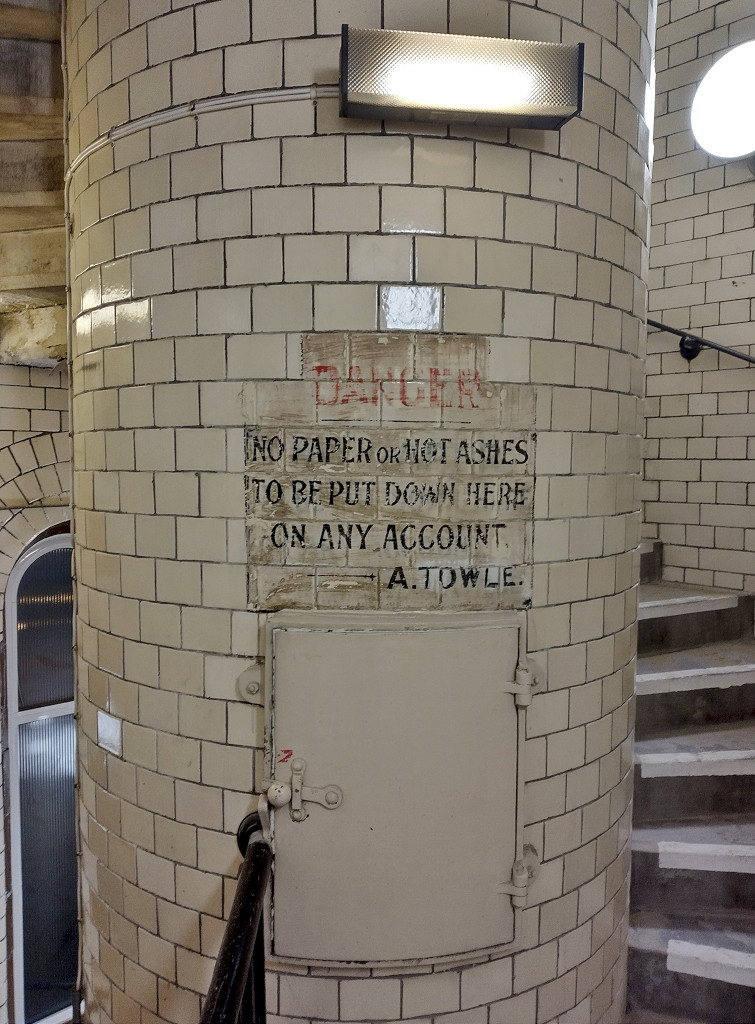 DANGER
NO PAPER OR HOT ASHES
TO BE PUT DOWN HERE
ON ANY ACCOUNT.
A. TOWLE.